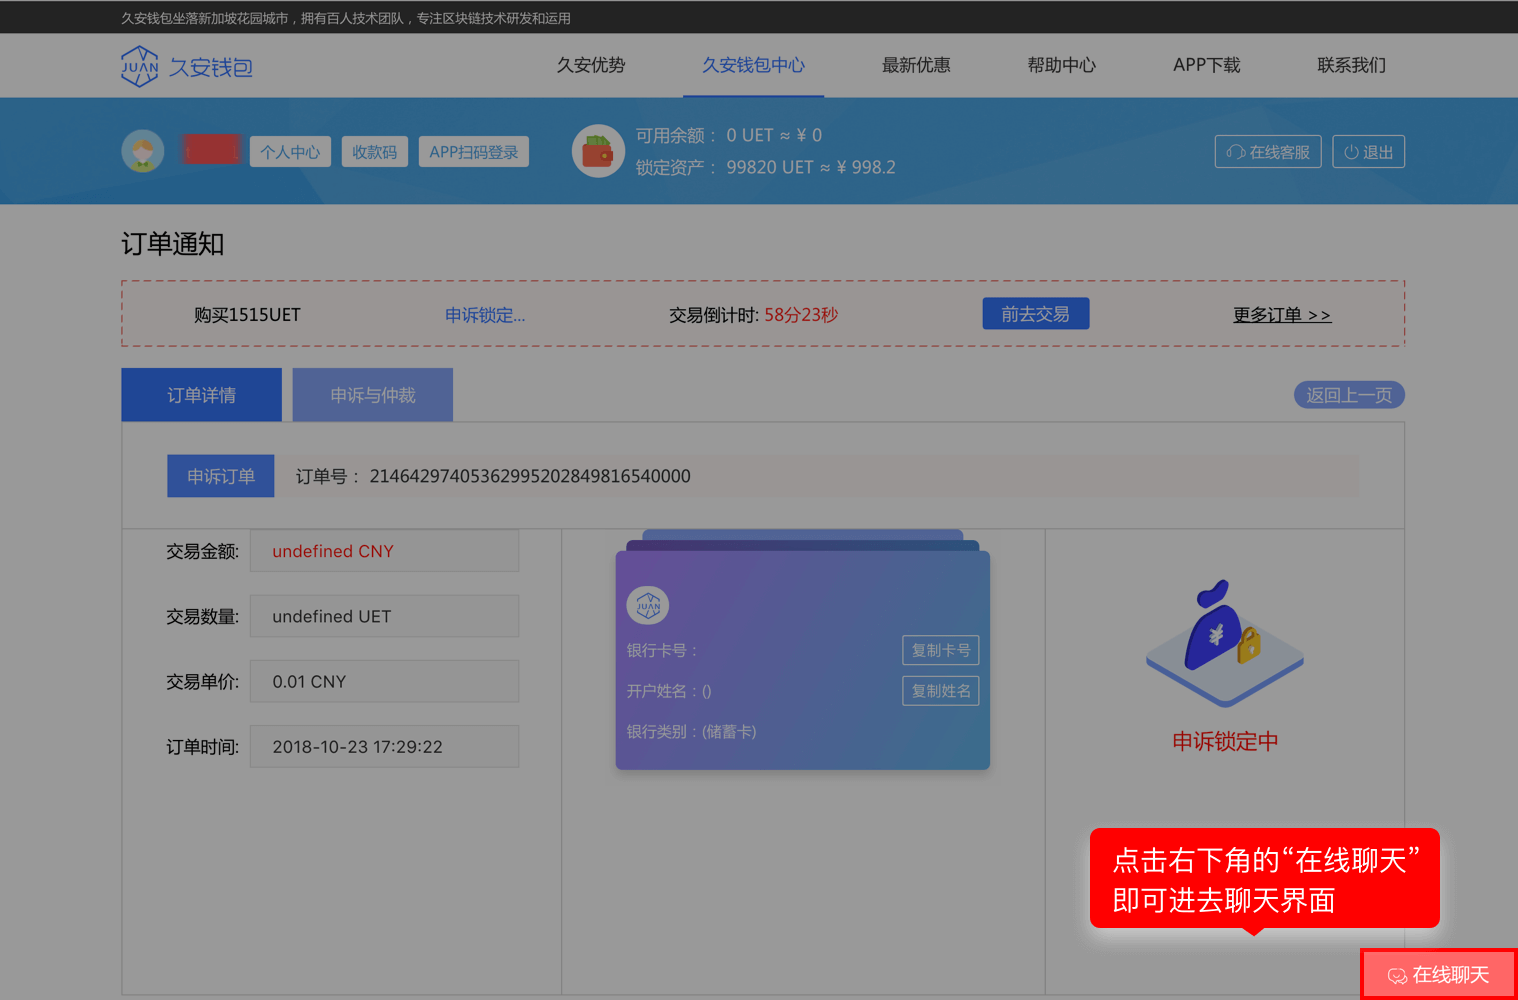 久安钱包坐落新加坡花园城市，拥有百人技术团队，专注区块链技术研发和运用
JUAN 久安钱包 久安优势 久安钱包中心 最新优惠 帮助中心 APP下载 联系我们
个人中心 收款码 APP扫码登录 可用余额： 0 UET ≈ ¥ 0
锁定资产： 99820 UET ≈ ¥ 998.2 在线客服 退出
订单通知
购买1515UET 申诉锁定... 交易倒计时: 58分23秒 前去交易 更多订单 >>
订单详情 申诉与仲裁 返回上一页
申诉订单 订单号： 21464297405362995202849816540000
交易金额: undefined CNY
交易数量: undefined UET
交易单价: 0.01 CNY
订单时间: 2018-10-23 17:29:22
JUAN
银行卡号： 复制卡号
开户姓名：() 复制姓名
银行类别：(储蓄卡)
申诉锁定中
点击右下角的“在线聊天”
即可进去聊天界面
在线聊天